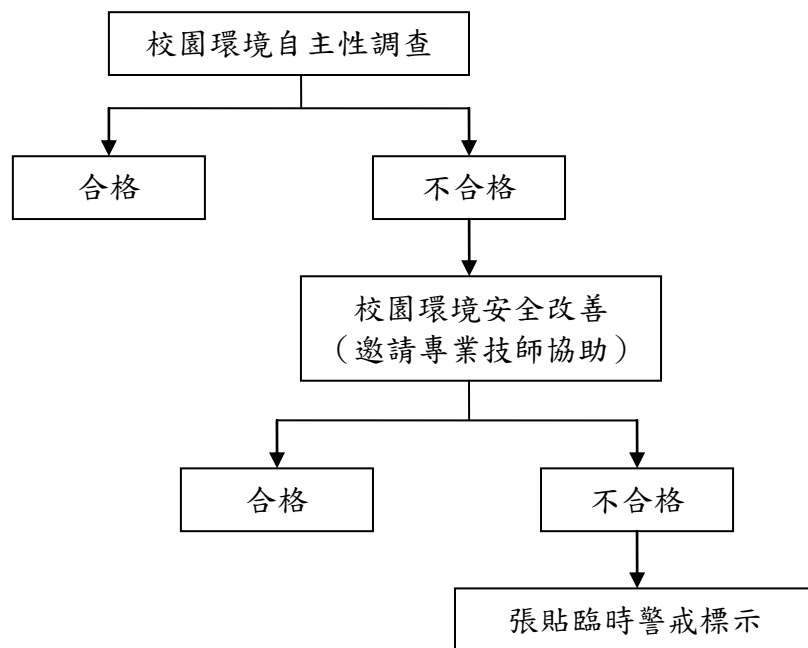 校園環境自主性調查
合格
不合格
校園環境安全改善
（邀請專業技師協助）
合格
不合格
張貼臨時警戒標示